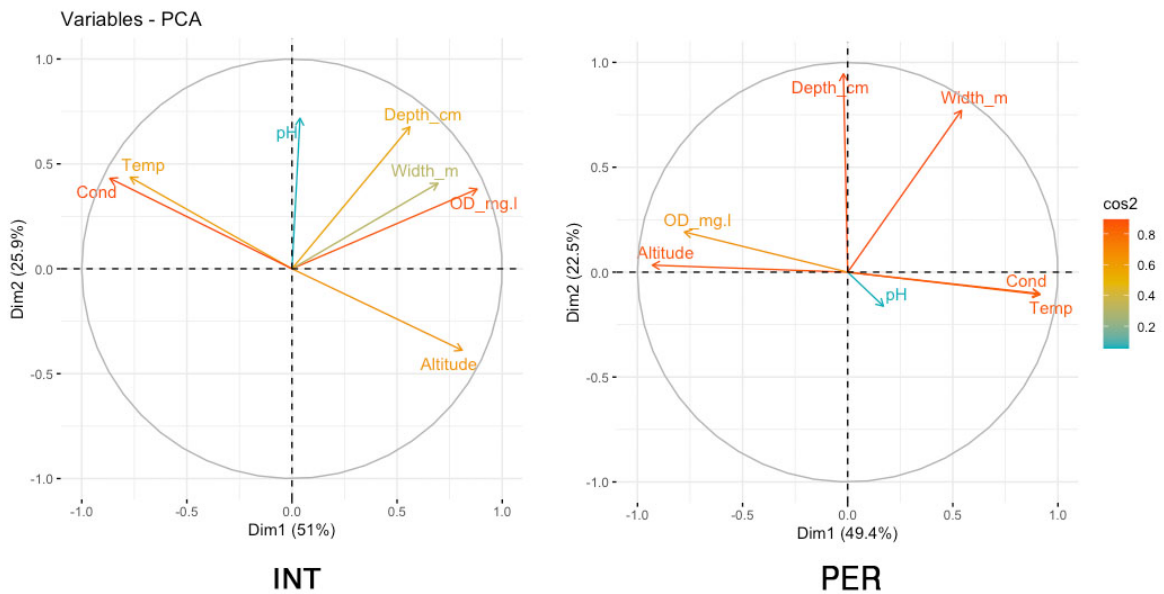 Variables - PCA
1.0
0.5
0.0
-0.5
-1.0
Dim2 (25.9%)
Depth_cm
pH
Temp
Width_m
Cond
OD_mg.l
Altitude
-1.0
-0.5
0.0
0.5
1.0
Dim1 (51%)
INT
1.0
0.5
0.0
-0.5
-1.0
Dim2 (22.5%)
Depth_cm
Width_m
OD_mg.l
Altitude
Cond
pH
Temp
-1.0
-0.5
0.0
0.5
1.0
Dim1 (49.4%)
PER
cos2
0.8
0.6
0.4
0.2